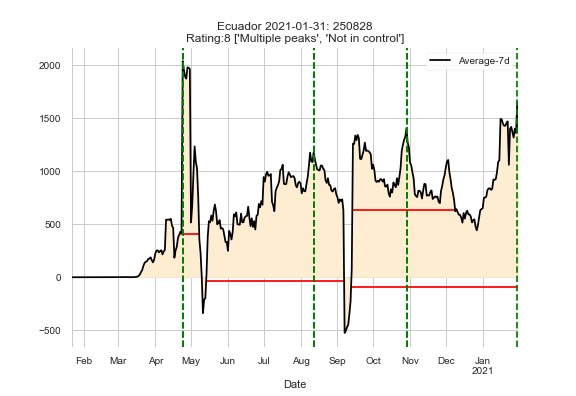 Ecuador 2021-01-31: 250828
Rating:8 ['Multiple peaks', 'Not in control']
Average-7d
2000
1500
1000
500
0
−500
Feb Mar Apr May Jun Jul Aug Sep Oct Nov Dec Jan
2021
Date